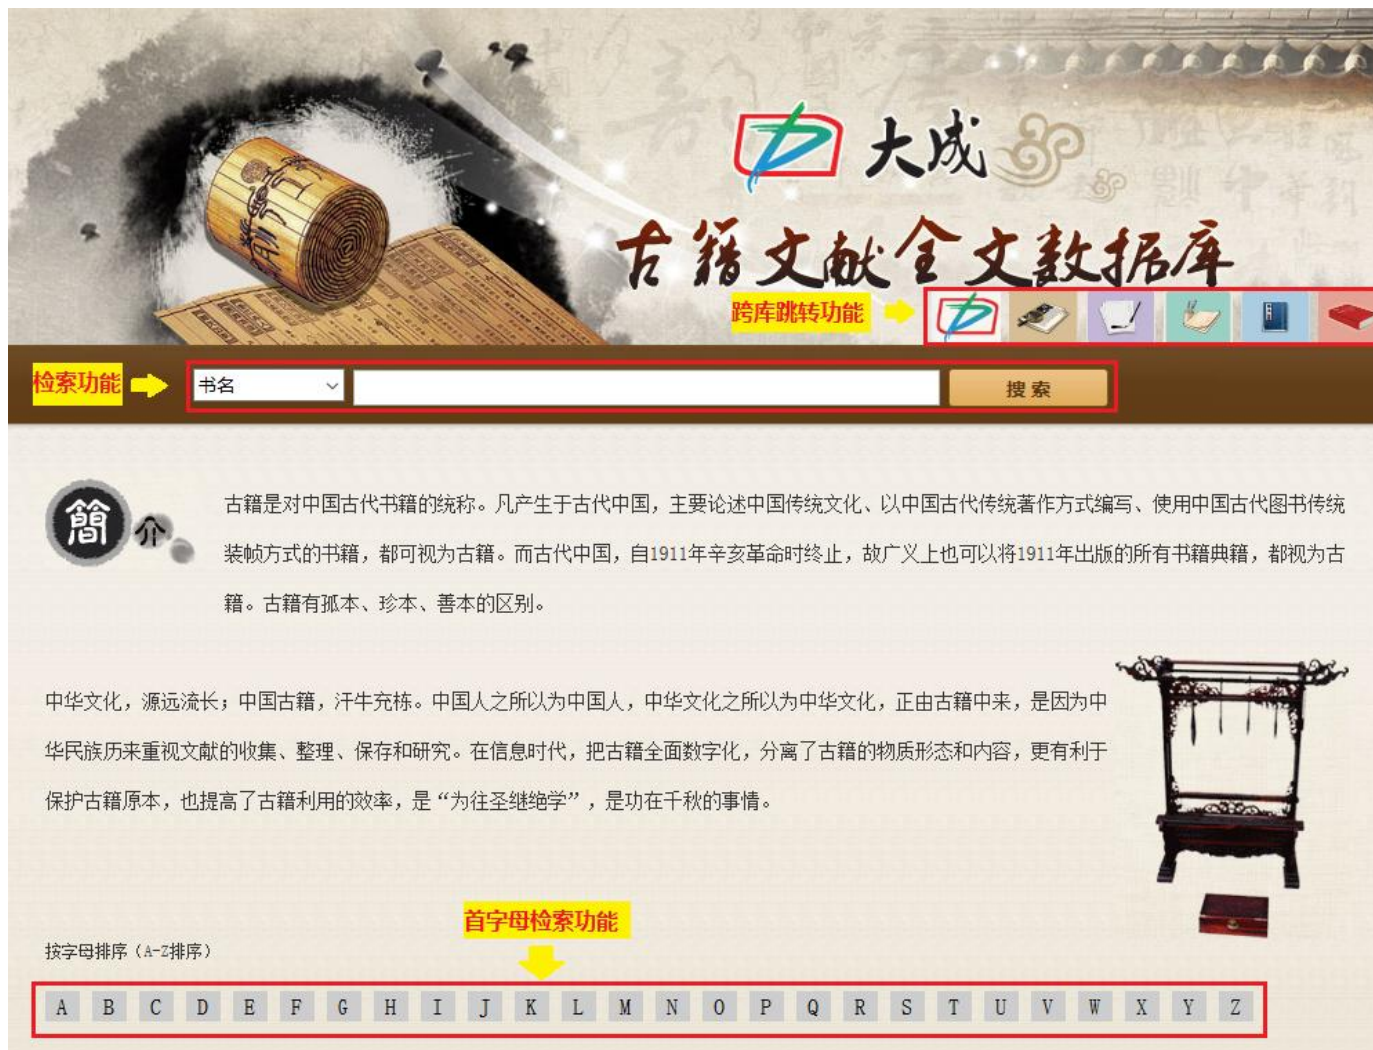 大成
古籍文献全文数据库
跨库跳转功能
检索功能
书名
搜索
簡介
古籍是对中国古代书籍的统称。凡产生于古代中国，主要论述中国传统文化、以中国古代传统著作方式编写、使用中国古代图书传统
装帧方式的书籍，都可视为古籍。而古代中国，自1911年辛亥革命时终止，故广义上也可以将1911年出版的所有书籍典籍，都视为古
籍。古籍有孤本、珍本、善本的区别。
中华文化，源远流长；中国古籍，汗牛充栋。中国人之所以为中国人，中华文化之所以为中华文化，正由古籍中来，是因为中
华民族历来重视文献的收集、整理、保存和研究。在信息时代，把古籍全面数字化，分离了古籍的物质形态和内容，更有利于
保护古籍原本，也提高了古籍利用的效率，是“为往圣继绝学”，是功在千秋的事情。
首字母检索功能
按字母排序（A-Z排序）
A B C D E F G H I J K L M N O P Q R S T U V W X Y Z